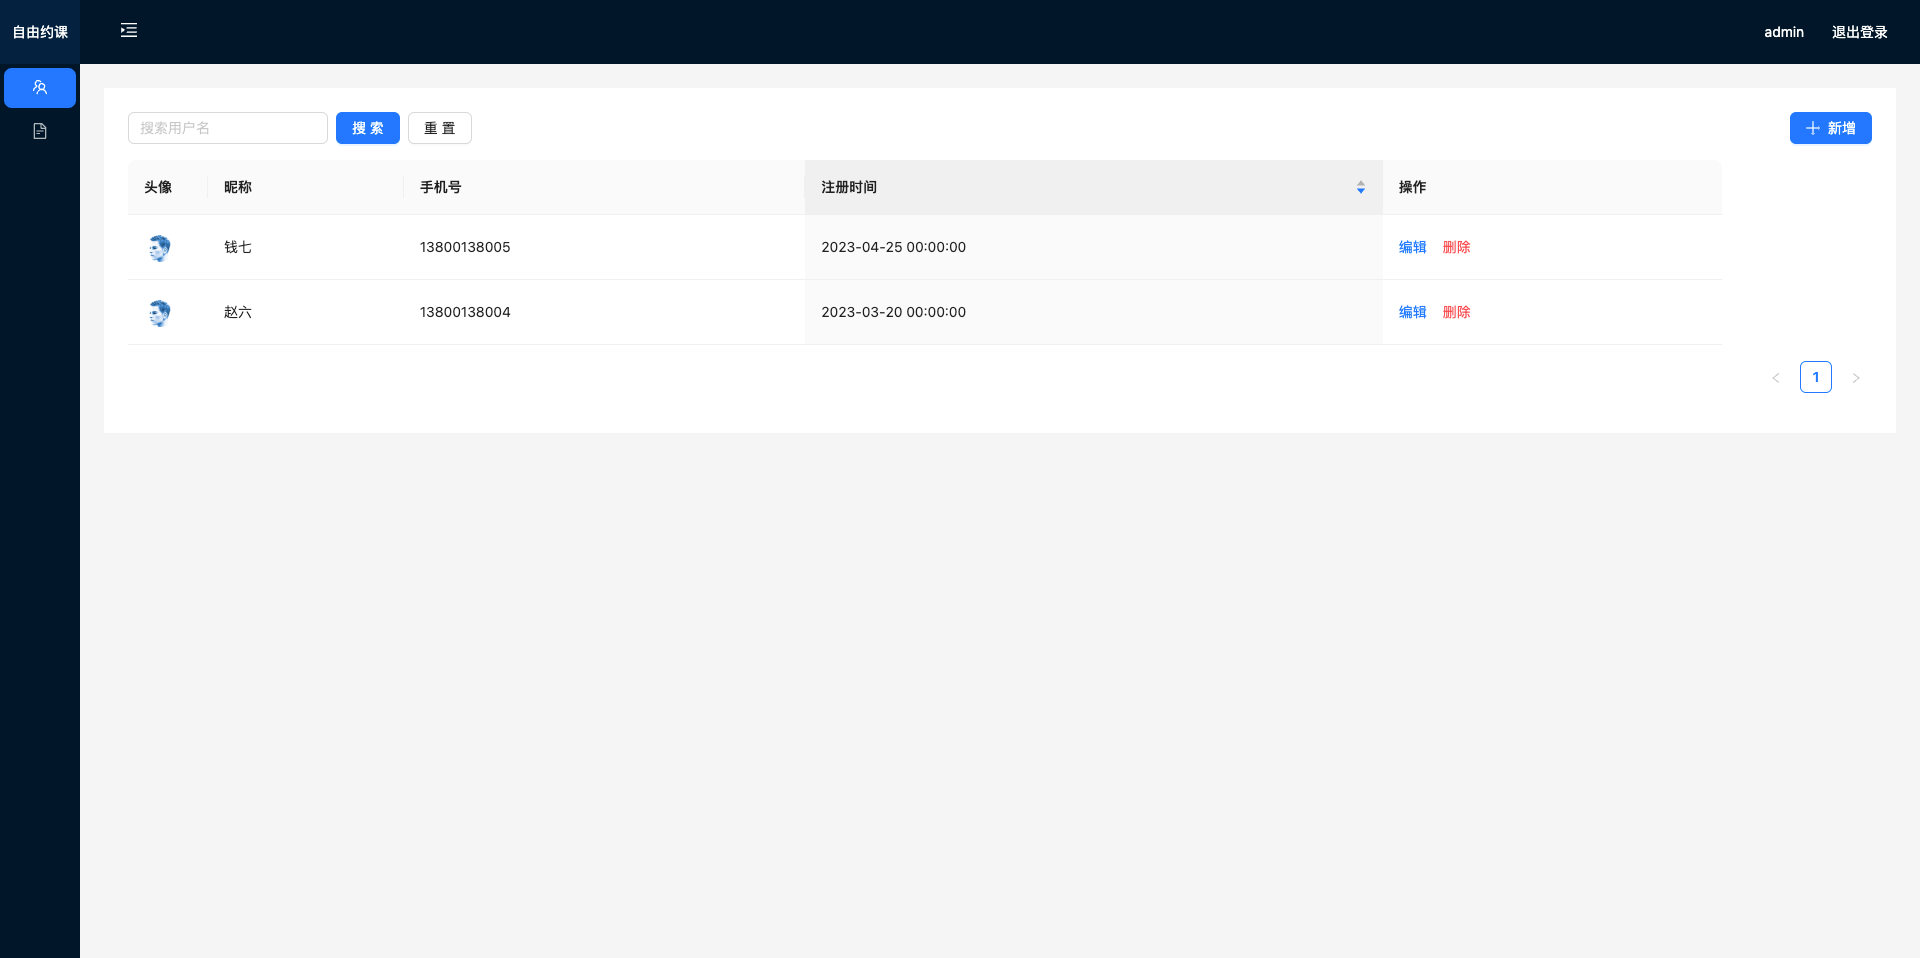 自由约课
admin 退出登录
搜索用户名 搜 索 重 置 新增
头像 昵称 手机号 注册时间 操作
钱七 13800138005 2023-04-25 00:00:00 编辑 删除
赵六 13800138004 2023-03-20 00:00:00 编辑 删除
1